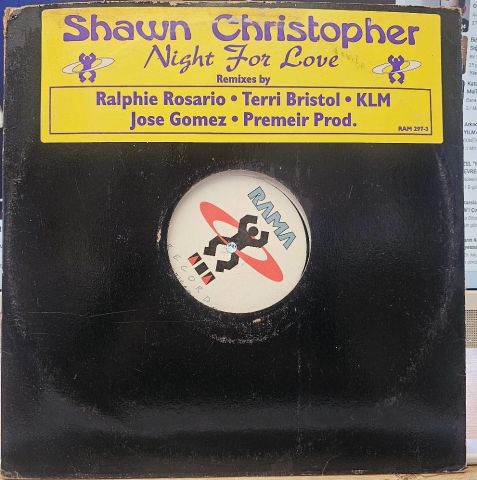 Shawn Christopher
Night For Love
Remixes by
Ralphie Rosario • Terri Bristol • KLM
Jose Gomez • Premeir Prod.
RAM 297-3
RAMA
RECORD